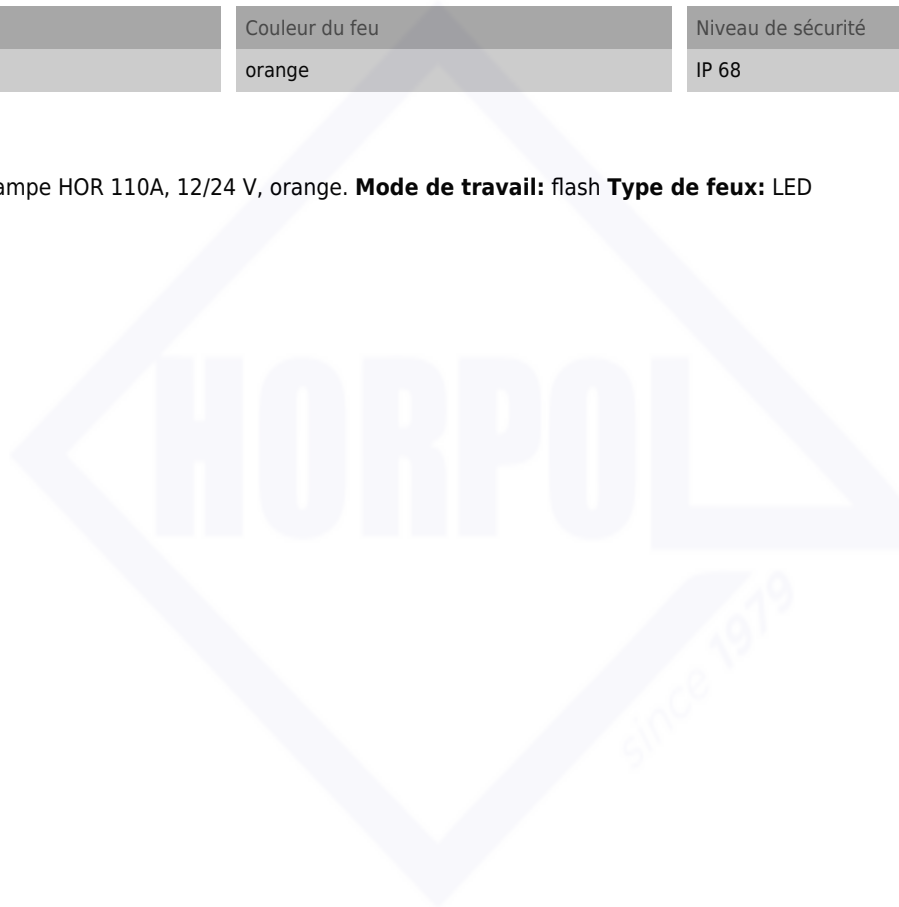 Couleur du feu Niveau de sécurité
orange IP 68
HOR 110A, 12/24 V, orange. Mode de travail: flash Type de feux: LED
HORPOL
since 1979